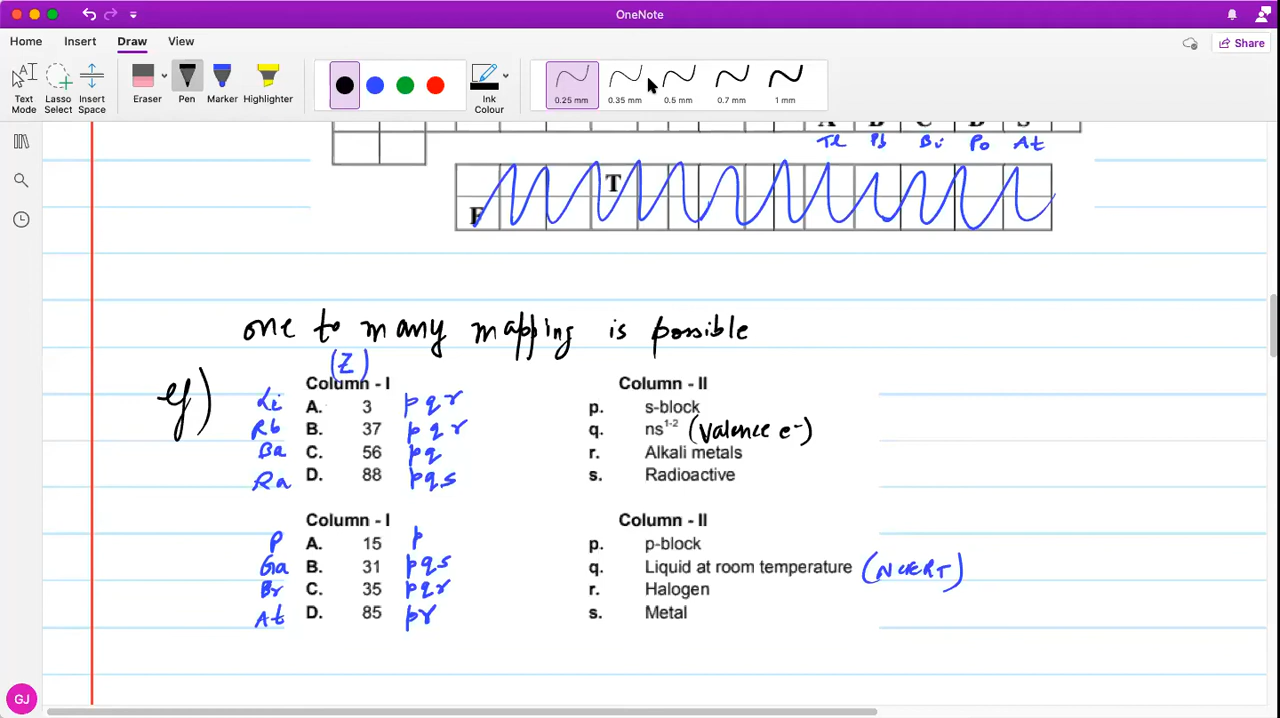 OneNote
Home Insert Draw View
Share
Text Mode
Lasso Select
Insert Space
Eraser
Pen
Marker
Highlighter
Ink Colour
0.25 mm
0.35 mm
0.5 mm
0.7 mm
1 mm
Tl Pb Bi Po At
T
F
one to many mapping is possible
(Z)
eg)
Column - I Column - II
Li A. 3 p q r p. s-block
Rb B. 37 p q r q. ns1-2 (valence e-)
Ba C. 56 p q r. Alkali metals
Ra D. 88 p q s s. Radioactive
Column - I Column - II
P A. 15 p p. p-block
Ga B. 31 p q s q. Liquid at room temperature (NCERT)
Br C. 35 p q r r. Halogen
At D. 85 p r s. Metal
GJ